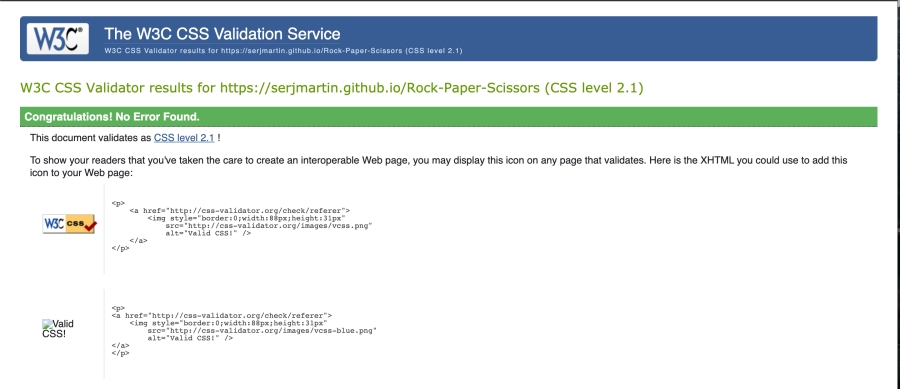 W3C®
The W3C CSS Validation Service
W3C CSS Validator results for https://serjmartin.github.io/Rock-Paper-Scissors (CSS level 2.1)
W3C CSS Validator results for https://serjmartin.github.io/Rock-Paper-Scissors (CSS level 2.1)
Congratulations! No Error Found.
This document validates as CSS level 2.1 !
To show your readers that you've taken the care to create an interoperable Web page, you may display this icon on any page that validates. Here is the XHTML you could use to add this
icon to your Web page:
W3C css
<p>
<a href="http://css-validator.org/check/referer">
<img style="border:0;width:88px;height:31px"
src="http://css-validator.org/images/vcss.png"
alt="Valid CSS!" />
</a>
</p>
Valid
CSS!
<p>
<a href="http://css-validator.org/check/referer">
<img style="border:0;width:88px;height:31px"
src="http://css-validator.org/images/vcss-blue.png"
alt="Valid CSS!" />
</a>
</p>